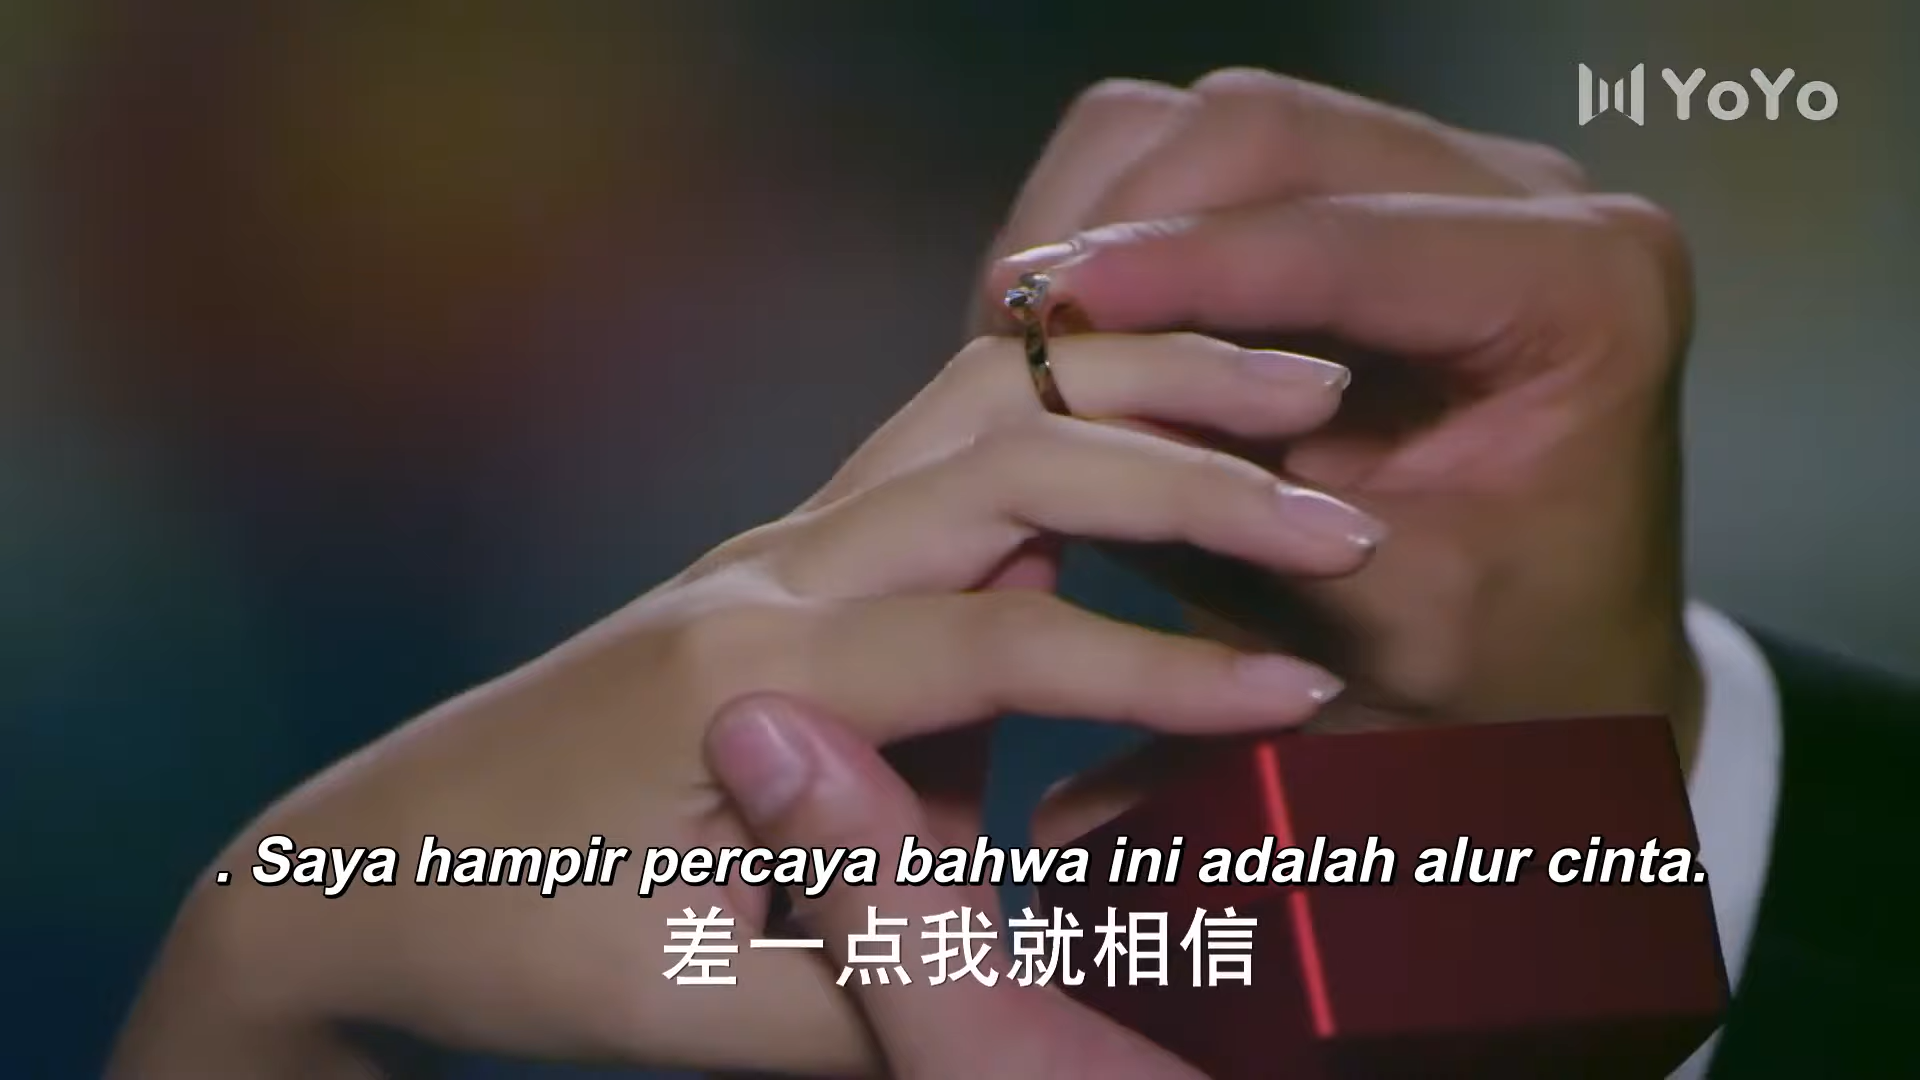 YoYo
. Saya hampir percaya bahwa ini adalah alur cinta.
差一点我就相信